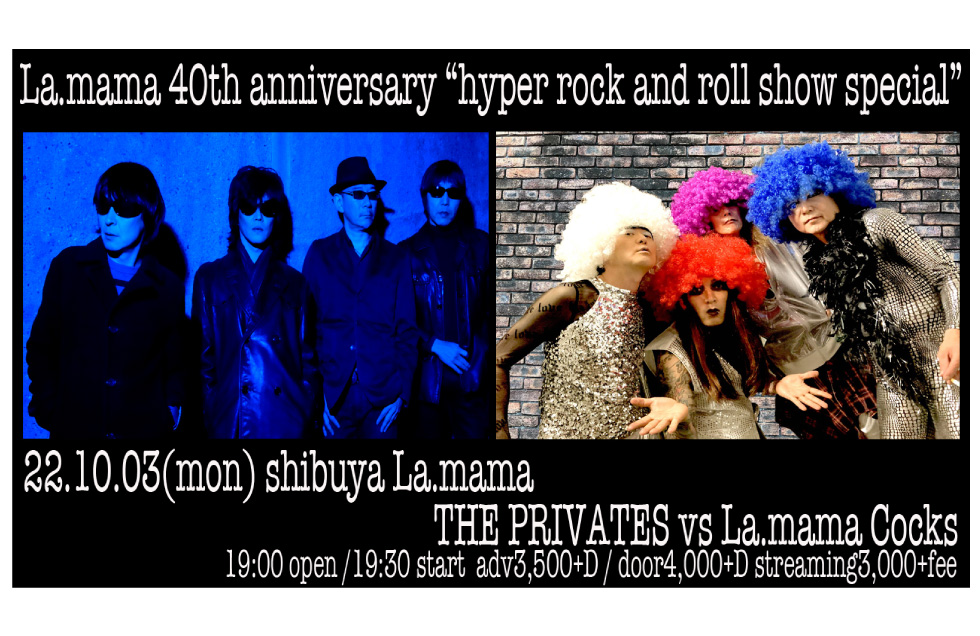 La.mama 40th anniversary “hyper rock and roll show special”
22.10.03(mon) shibuya La.mama
THE PRIVATES vs La.mama Cocks
19:00 open /19:30 start adv3,500+D / door4,000+D streaming3,000+fee